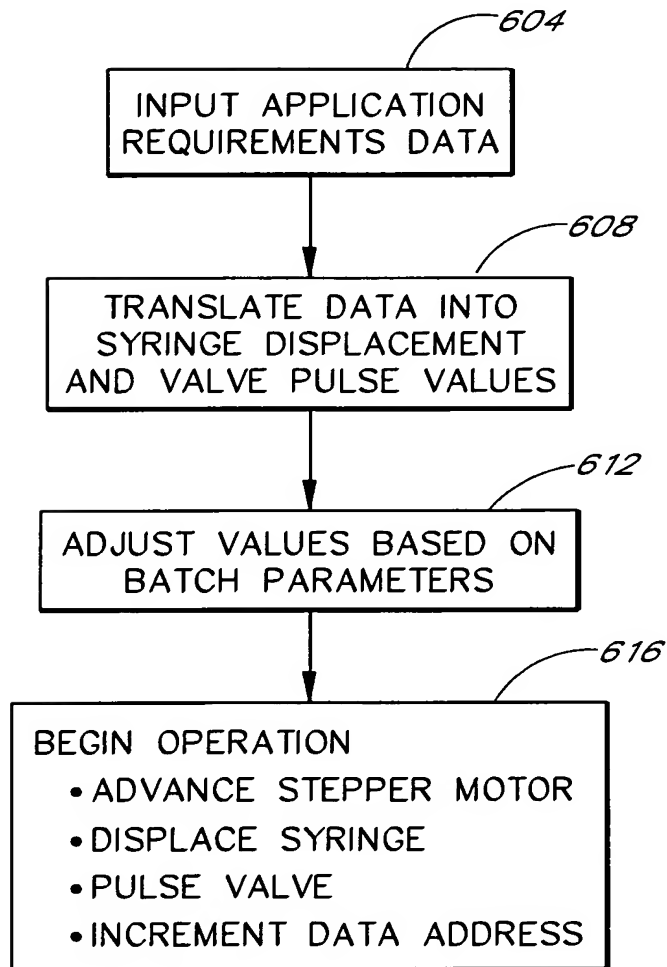 604
INPUT APPLICATION
REQUIREMENTS DATA
608
TRANSLATE DATA INTO
SYRINGE DISPLACEMENT
AND VALVE PULSE VALUES
612
ADJUST VALUES BASED ON
BATCH PARAMETERS
616
BEGIN OPERATION
• ADVANCE STEPPER MOTOR
• DISPLACE SYRINGE
• PULSE VALVE
• INCREMENT DATA ADDRESS